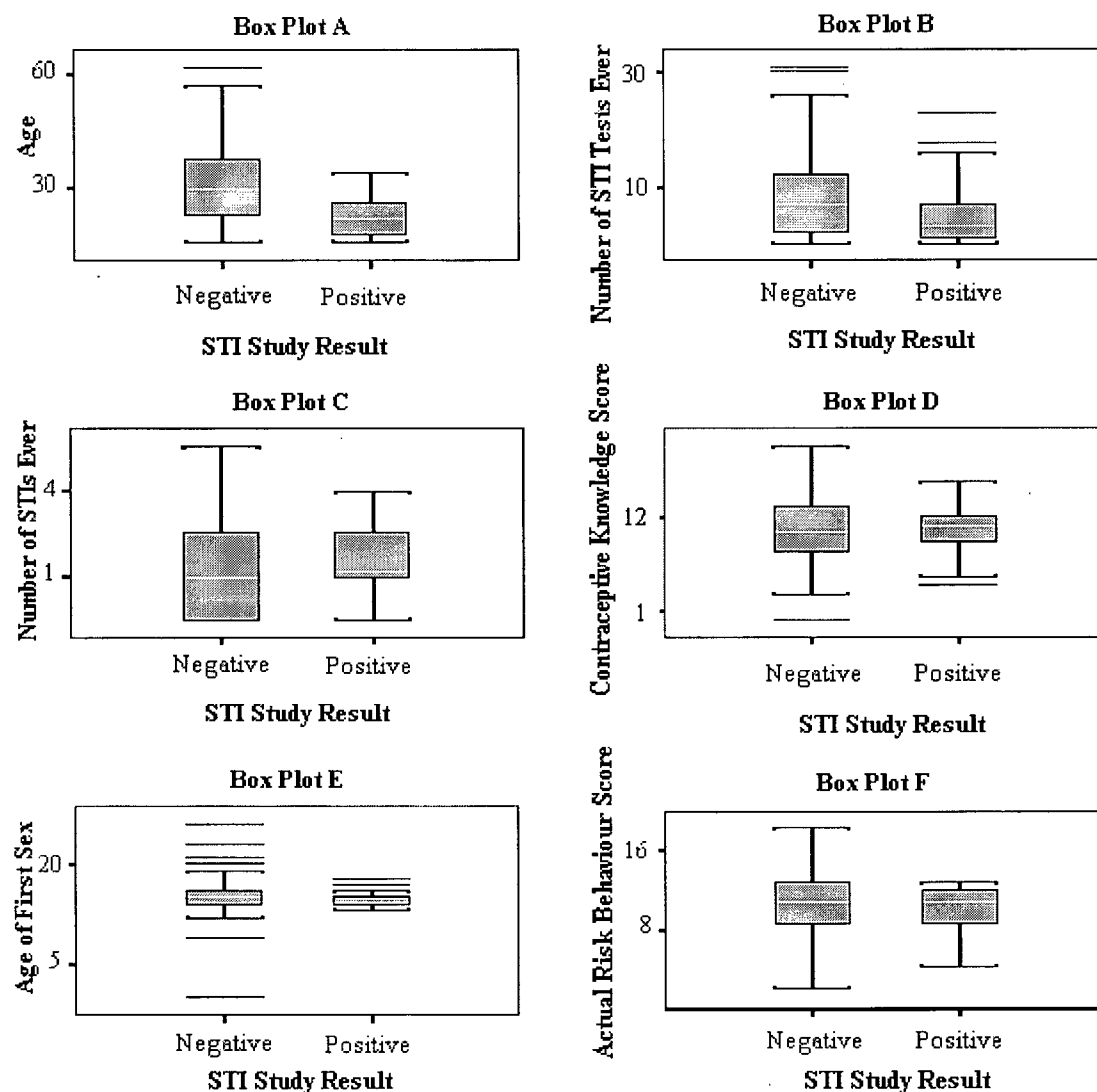 Box Plot A
Age
60
30
Negative Positive
STI Study Result
Box Plot B
Number of STI Tests Ever
30
10
Negative Positive
STI Study Result
Box Plot C
Number of STIs Ever
4
1
Negative Positive
STI Study Result
Box Plot D
Contraceptive Knowledge Score
12
1
Negative Positive
STI Study Result
Box Plot E
Age of First Sex
20
5
Negative Positive
STI Study Result
Box Plot F
Actual Risk Behaviour Score
16
8
Negative Positive
STI Study Result